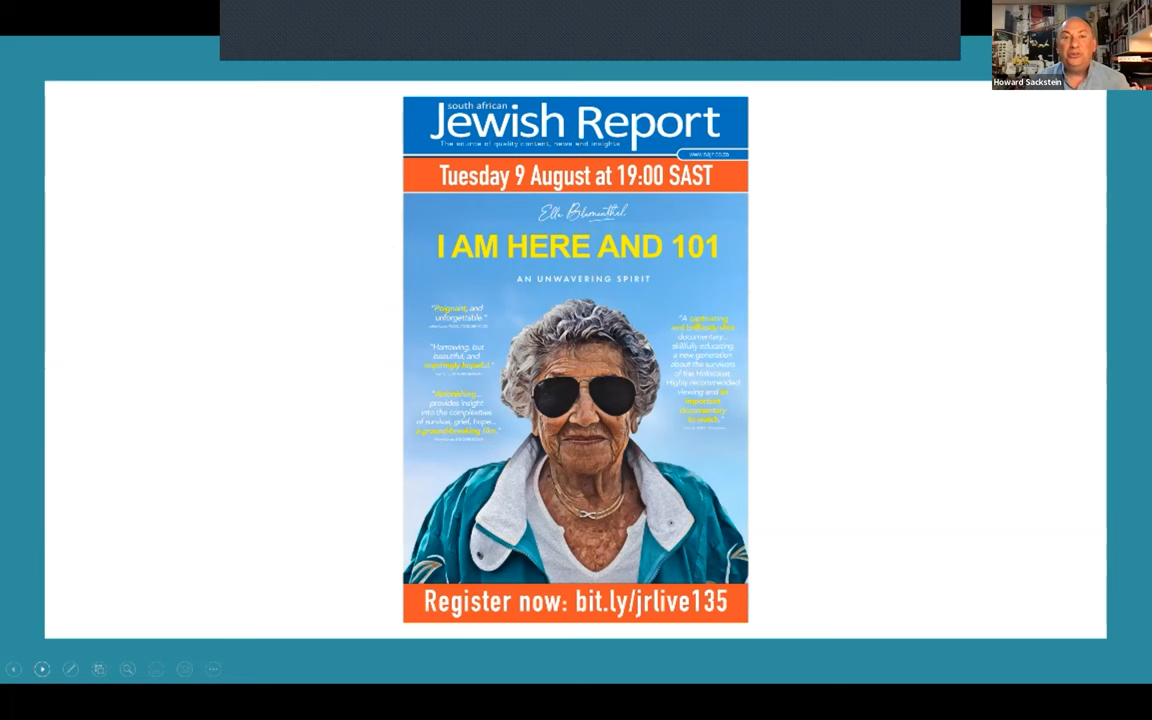 Howard Sackstein
south african
Jewish Report
The source of quality content, news and insights
www.sajr.co.za
Tuesday 9 August at 19:00 SAST
Ella Blumenthal
I AM HERE AND 101
AN UNWAVERING SPIRIT
"Poignant, and
unforgettable."
"Harrowing, but
beautiful, and
inspiringly hopeful."
"Astonishing...
provides insight
into the complexities
of survival, grief, hope...
a groundbreaking film."
"A captivating
and brilliantly
documentary...
skillfully educating
a new generation
about the survivors
of the Holocaust.
Highly recommended
viewing and an
important
documentary
to watch."
Register now: bit.ly/jrlive135